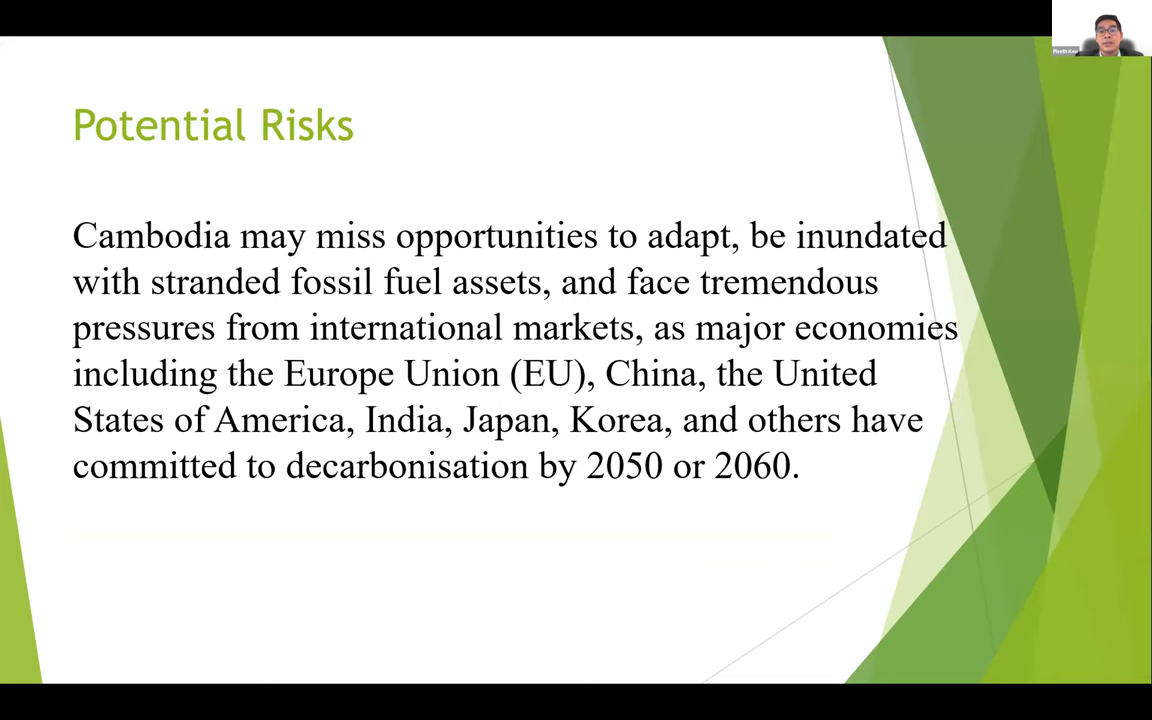 Potential Risks
Cambodia may miss opportunities to adapt, be inundated
with stranded fossil fuel assets, and face tremendous
pressures from international markets, as major economies
including the Europe Union (EU), China, the United
States of America, India, Japan, Korea, and others have
committed to decarbonisation by 2050 or 2060.